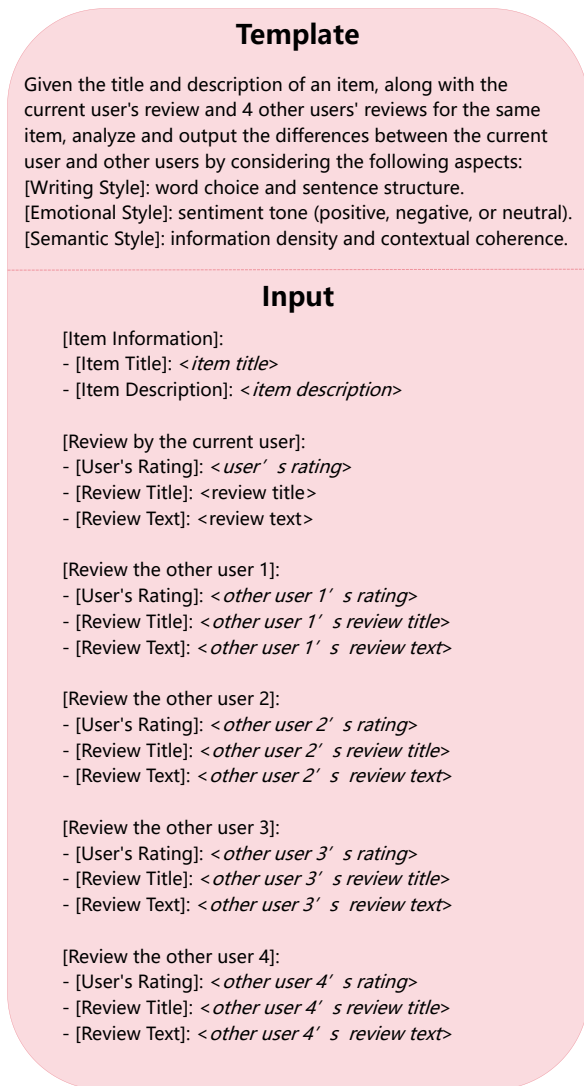 Template
Given the title and description of an item, along with the
current user's review and 4 other users' reviews for the same
item, analyze and output the differences between the current
user and other users by considering the following aspects:
[Writing Style]: word choice and sentence structure.
[Emotional Style]: sentiment tone (positive, negative, or neutral).
[Semantic Style]: information density and contextual coherence.
Input
[Item Information]:
- [Item Title]: <item title>
- [Item Description]: <item description>
[Review by the current user]:
- [User's Rating]: <user’ s rating>
- [Review Title]: <review title>
- [Review Text]: <review text>
[Review the other user 1]:
- [User's Rating]: <other user 1’ s rating>
- [Review Title]: <other user 1’ s review title>
- [Review Text]: <other user 1’ s review text>
[Review the other user 2]:
- [User's Rating]: <other user 2’ s rating>
- [Review Title]: <other user 2’ s review title>
- [Review Text]: <other user 2’ s review text>
[Review the other user 3]:
- [User's Rating]: <other user 3’ s rating>
- [Review Title]: <other user 3’ s review title>
- [Review Text]: <other user 3’ s review text>
[Review the other user 4]:
- [User's Rating]: <other user 4’ s rating>
- [Review Title]: <other user 4’ s review title>
- [Review Text]: <other user 4’ s review text>